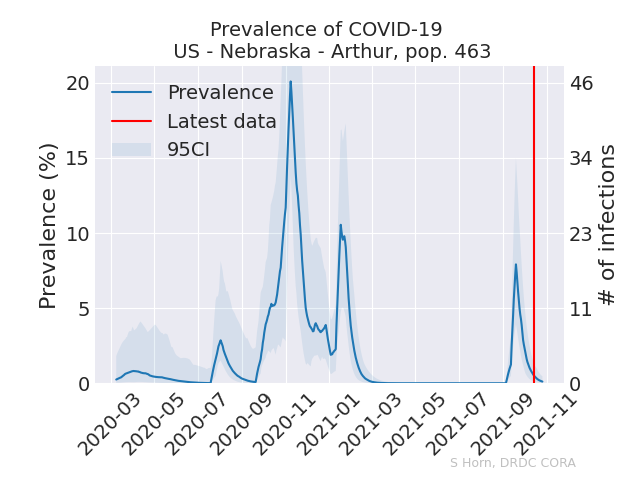 Prevalence of COVID-19
US - Nebraska - Arthur, pop. 463
Prevalence
Latest data
95CI
Prevalence (%)
20
15
10
5
0
46
34
23
11
0
# of infections
2020-03
2020-05
2020-07
2020-09
2020-11
2021-01
2021-03
2021-05
2021-07
2021-09
2021-11
S Horn, DRDC CORA